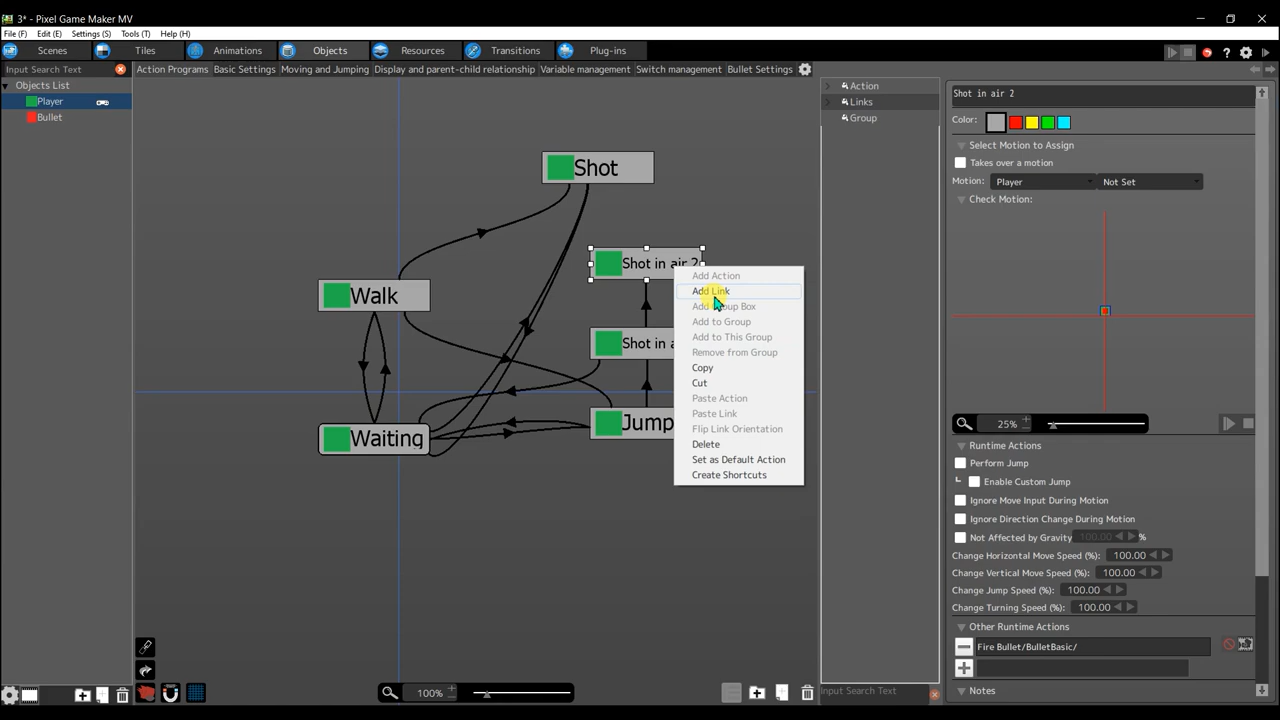 3* - Pixel Game Maker MV
File (F) Edit (E) Settings (S) Tools (T) Help (H)
Scenes Tiles Animations Objects Resources Transitions Plug-ins
Input Search Text Action Programs Basic Settings Moving and Jumping Display and parent-child relationship Variable management Switch management Bullet Settings
Objects List
Player
Bullet
Shot
Shot in air 2
Walk
Shot in a
Waiting
Jump
Add Action
Add Link
Add Group Box
Add to Group
Add to This Group
Remove from Group
Copy
Cut
Paste Action
Paste Link
Flip Link Orientation
Delete
Set as Default Action
Create Shortcuts
100%
Action
Links
Group
Input Search Text
Shot in air 2
Color:
Select Motion to Assign
Takes over a motion
Motion: Player Not Set
Check Motion:
25%
Runtime Actions
Perform Jump
Enable Custom Jump
Ignore Move Input During Motion
Ignore Direction Change During Motion
Not Affected by Gravity 100.00 %
Change Horizontal Move Speed (%): 100.00
Change Vertical Move Speed (%): 100.00
Change Jump Speed (%): 100.00
Change Turning Speed (%): 100.00
Other Runtime Actions
Fire Bullet/BulletBasic/
Notes